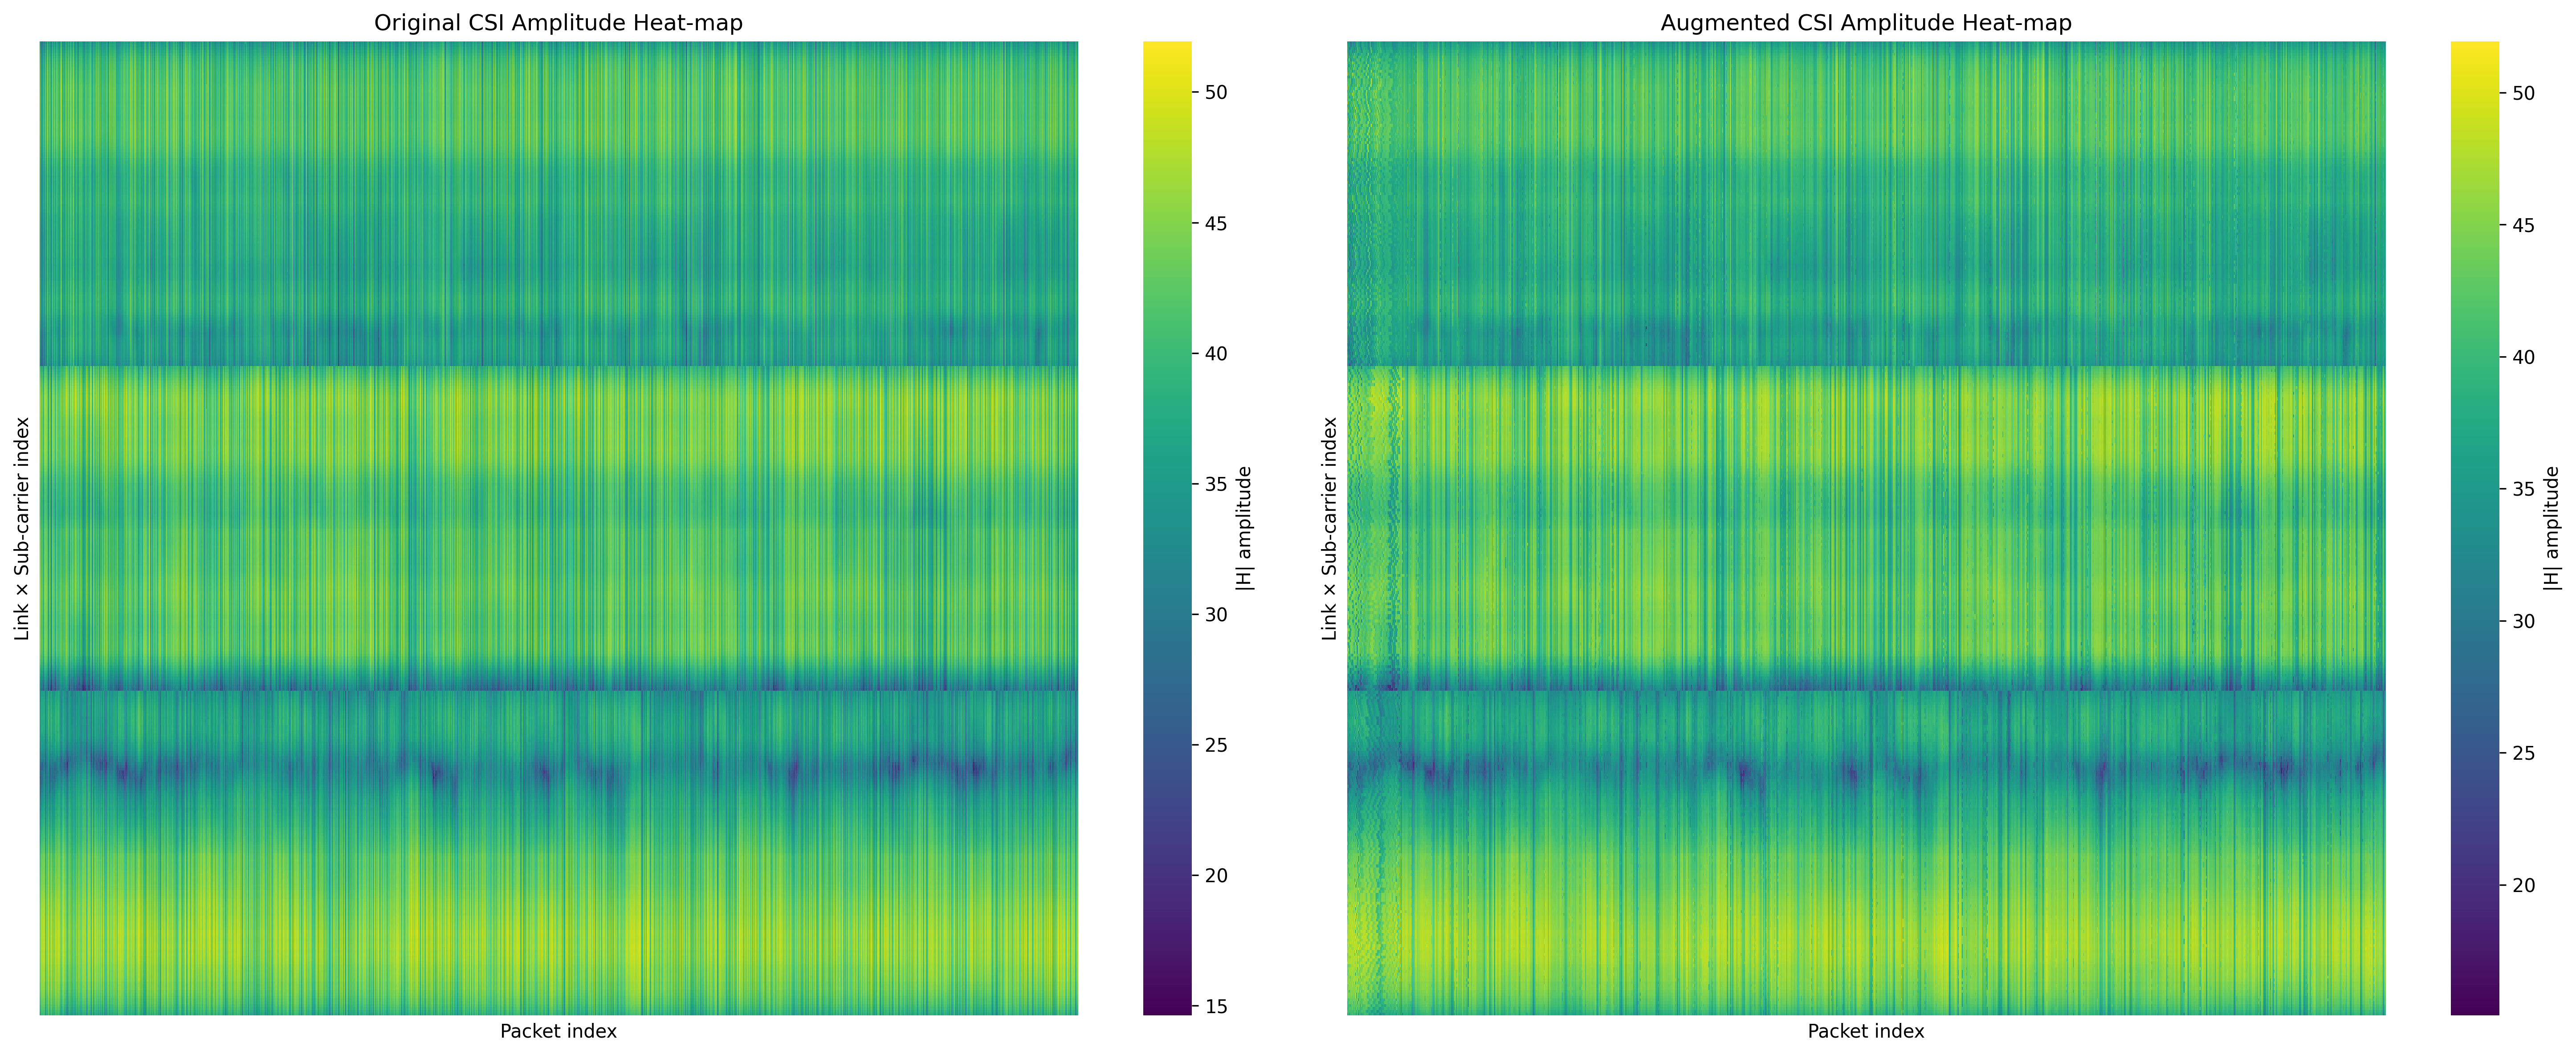 Original CSI Amplitude Heat-map
Link × Sub-carrier index
Packet index
50
45
40
35
30
25
20
15
|H| amplitude
Augmented CSI Amplitude Heat-map
Link × Sub-carrier index
Packet index
50
45
40
35
30
25
20
|H| amplitude